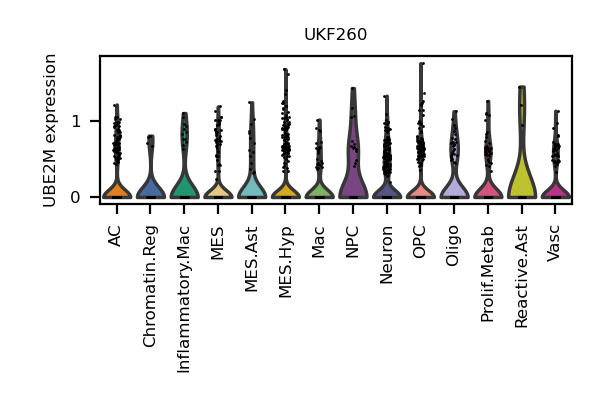 UKF260
UBE2M expression
1
0
AC
Chromatin.Reg
Inflammatory.Mac
MES
MES.Ast
MES.Hyp
Mac
NPC
Neuron
OPC
Oligo
Prolif.Metab
Reactive.Ast
Vasc